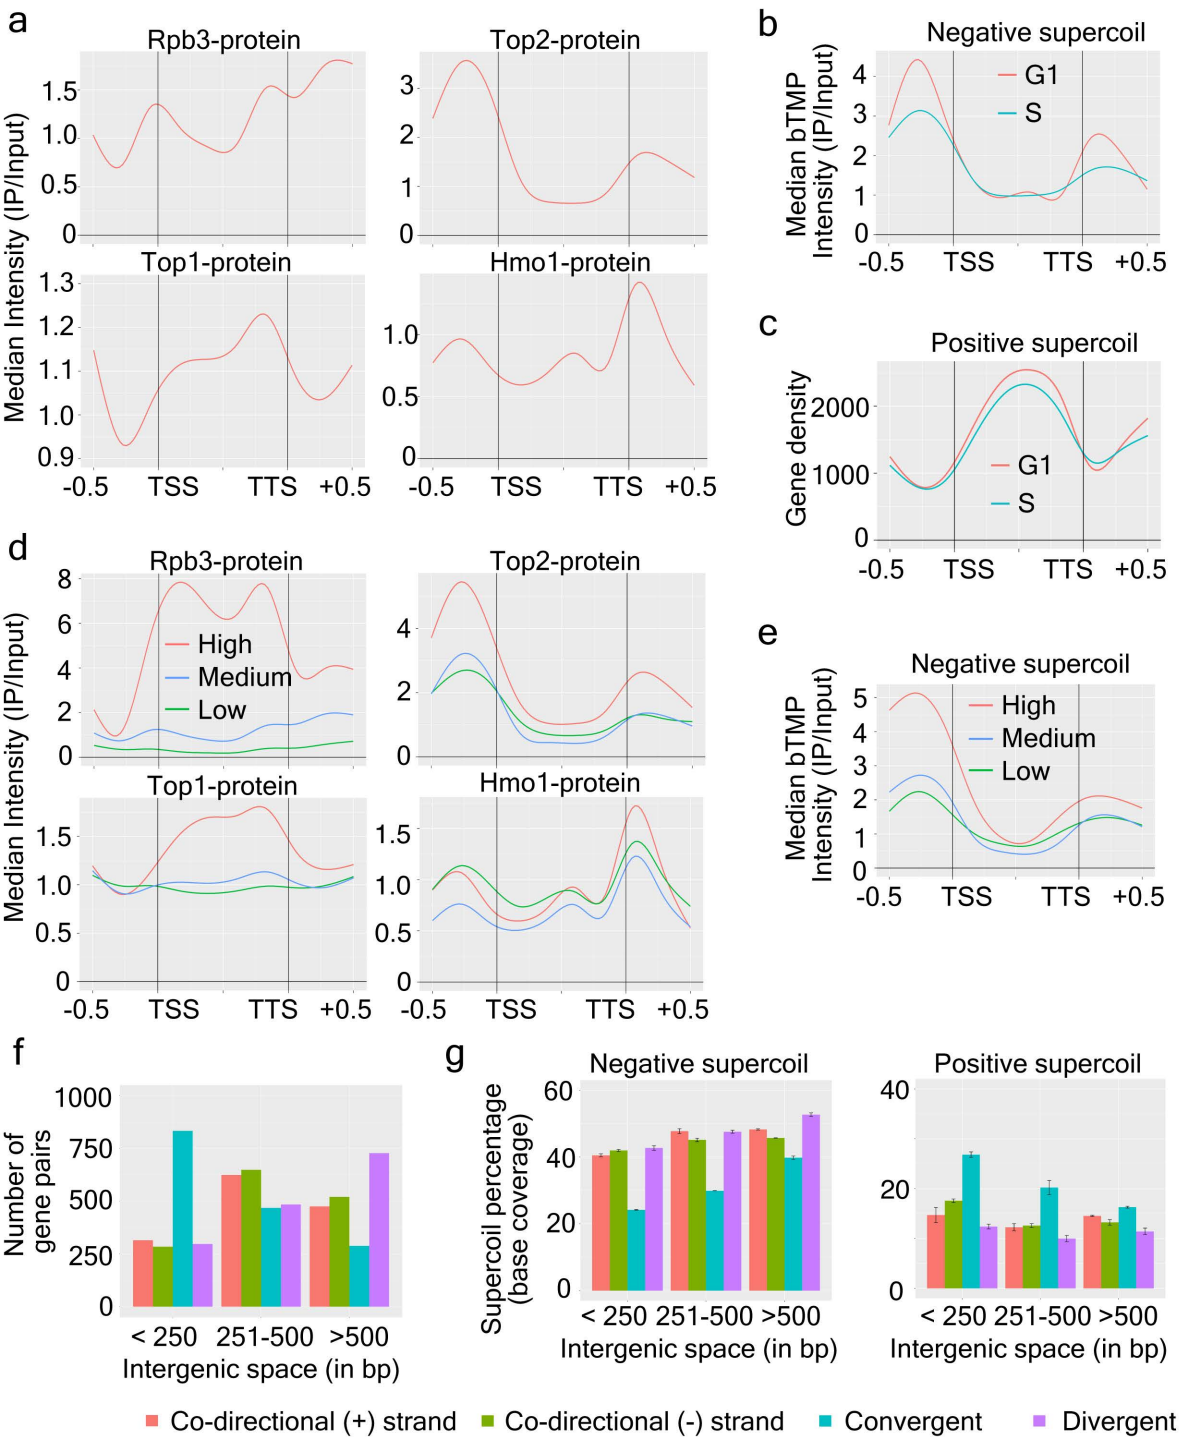 a
Rpb3-protein
Top2-protein
Median Intensity (IP/Input)
1.5
1.0
0.5
0
3
2
1
0
Top1-protein
Hmo1-protein
1.3
1.2
1.1
1.0
0.9
1.0
0.5
0
-0.5 TSS TTS +0.5
-0.5 TSS TTS +0.5
b
Negative supercoil
Median bTMP
Intensity (IP/Input)
4
3
2
1
0
G1
S
-0.5 TSS TTS +0.5
c
Positive supercoil
Gene density
2000
1000
0
G1
S
-0.5 TSS TTS +0.5
d
Rpb3-protein
Top2-protein
Median Intensity (IP/Input)
8
6
4
2
0
High
Medium
Low
4
2
0
Top1-protein
Hmo1-protein
1.5
1.0
0.5
0
1.5
1.0
0.5
0
-0.5 TSS TTS +0.5
-0.5 TSS TTS +0.5
e
Negative supercoil
Median bTMP
Intensity (IP/Input)
5
4
3
2
1
0
High
Medium
Low
-0.5 TSS TTS +0.5
f
Number of
gene pairs
1000
750
500
250
0
< 250 251-500 >500
Intergenic space (in bp)
g
Negative supercoil
Supercoil percentage
(base coverage)
60
40
20
0
< 250 251-500 >500
Intergenic space (in bp)
Positive supercoil
40
20
0
< 250 251-500 >500
Intergenic space (in bp)
Co-directional (+) strand
Co-directional (-) strand
Convergent
Divergent